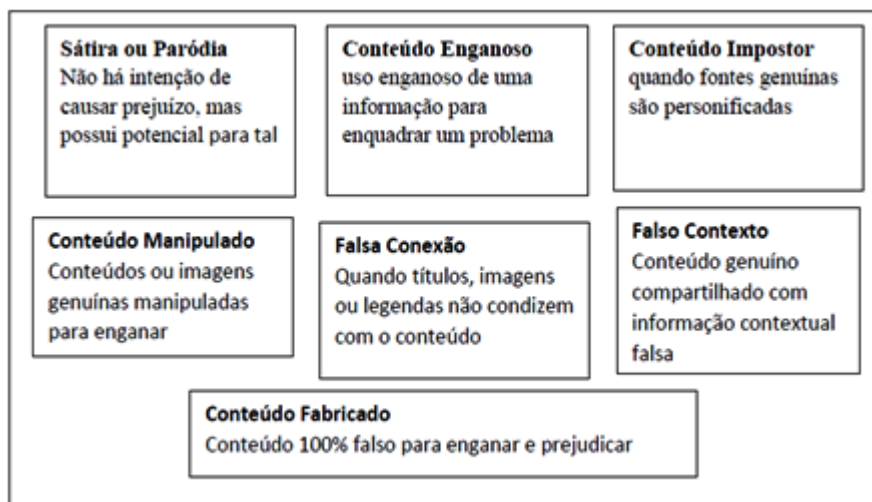 Sátira ou Paródia
Não há intenção de
causar prejuízo, mas
possui potencial para tal
Conteúdo Enganoso
uso enganoso de uma
informação para
enquadrar um problema
Conteúdo Impostor
quando fontes genuínas
são personificadas
Conteúdo Manipulado
Conteúdos ou imagens
genuínas manipuladas
para enganar
Falsa Conexão
Quando títulos, imagens
ou legendas não condizem
com o conteúdo
Falso Contexto
Conteúdo genuíno
compartilhado com
informação contextual
falsa
Conteúdo Fabricado
Conteúdo 100% falso para enganar e prejudicar